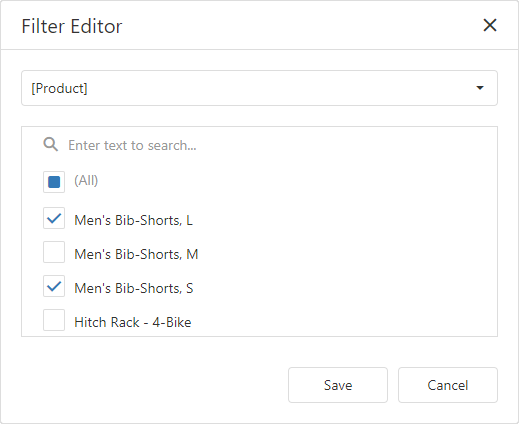 Filter Editor
[Product]
Enter text to search...
(All)
Men's Bib-Shorts, L
Men's Bib-Shorts, M
Men's Bib-Shorts, S
Hitch Rack - 4-Bike
Save Cancel